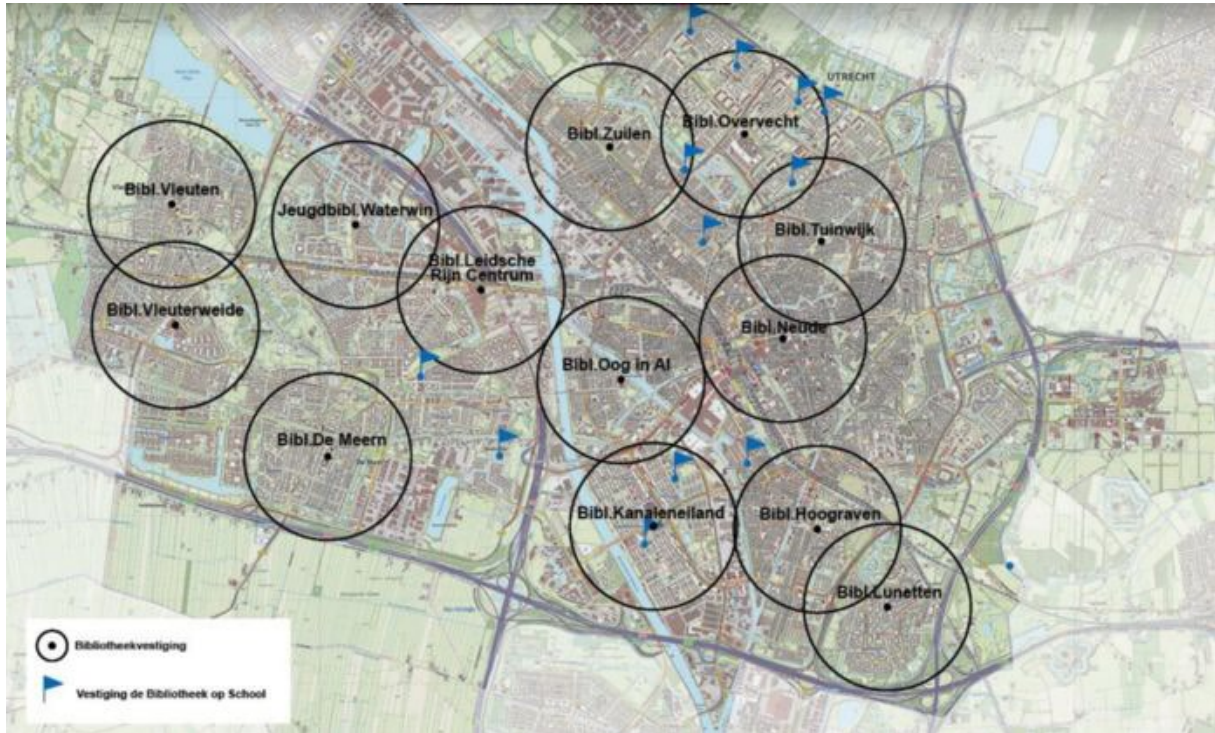 UTRECHT
Bibl.Zuilen
Bibl.Overvecht
Bibl.Vleuten
Jeugdbibl.Waterwin
Bibl.Tuinwijk
Bibl.Leidsche
Rijn Centrum
Bibl.Vleuterweide
Bibl.Neude
Bibl.Oog in Al
Bibl.De Meern
Bibl.Kanaleneiland
Bibl.Hoograven
Bibl.Lunetten
Bibliotheekvestiging
Vestiging de Bibliotheek op School